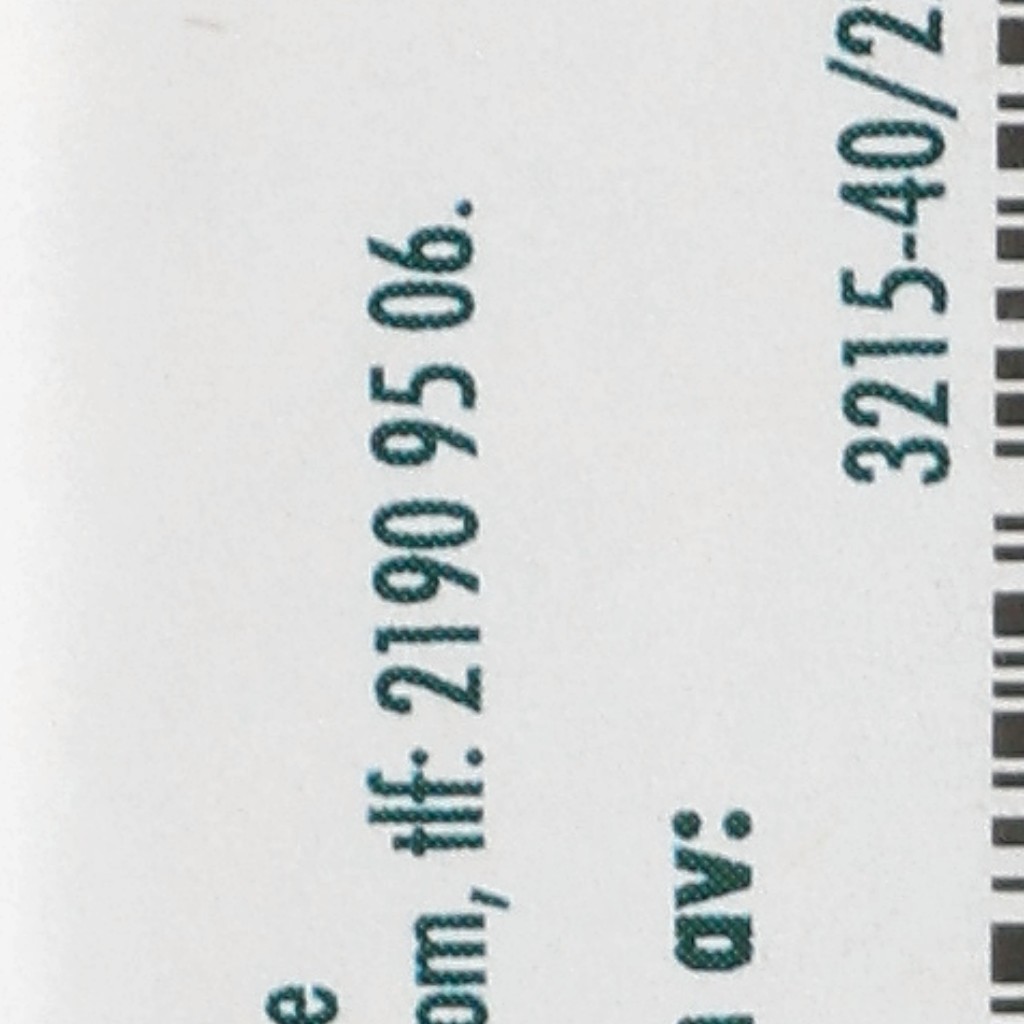 e
om, tlf: 2190 95 06.
av:
3215-40/2